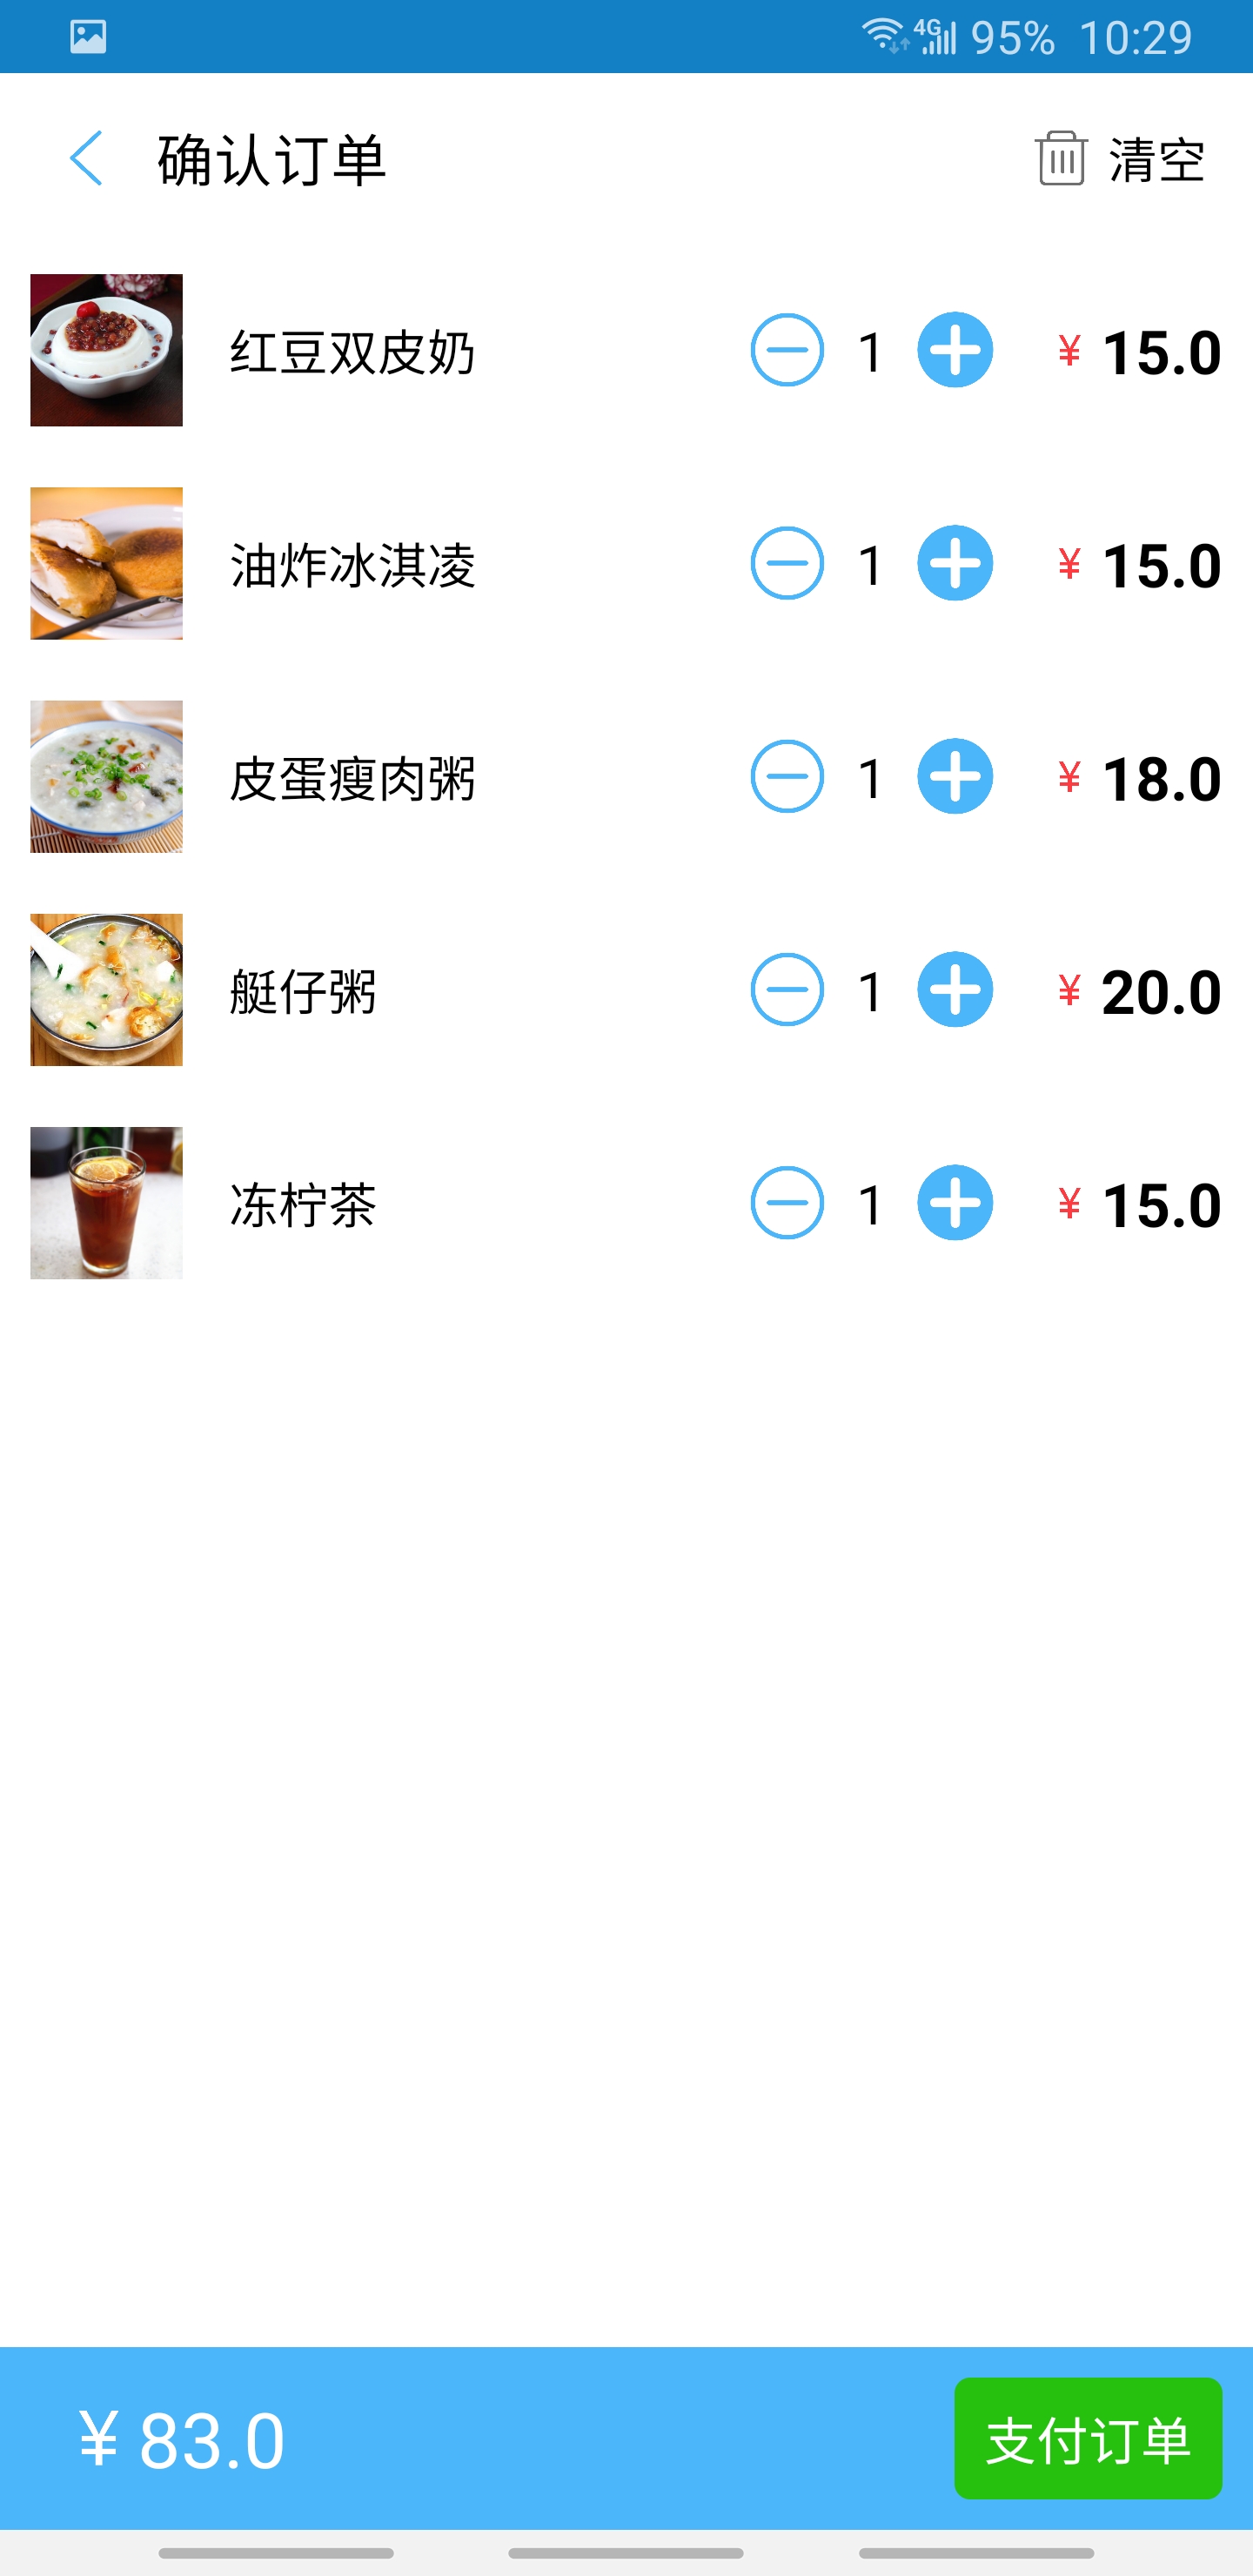 4G 95% 10:29
确认订单 清空
红豆双皮奶 1 ¥ 15.0
油炸冰淇凌 1 ¥ 15.0
皮蛋瘦肉粥 1 ¥ 18.0
艇仔粥 1 ¥ 20.0
冻柠茶 1 ¥ 15.0
¥ 83.0 支付订单